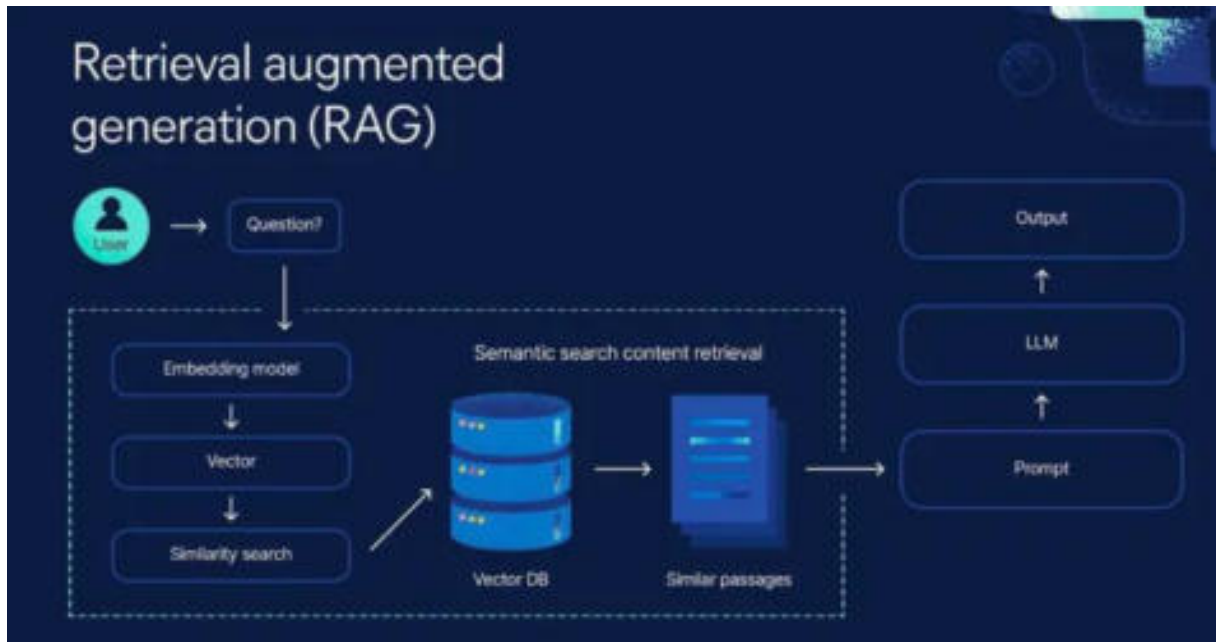 Retrieval augmented
generation (RAG)
User
Question?
Embedding model
Vector
Similarity search
Semantic search content retrieval
Vector DB
Similar passages
Output
LLM
Prompt